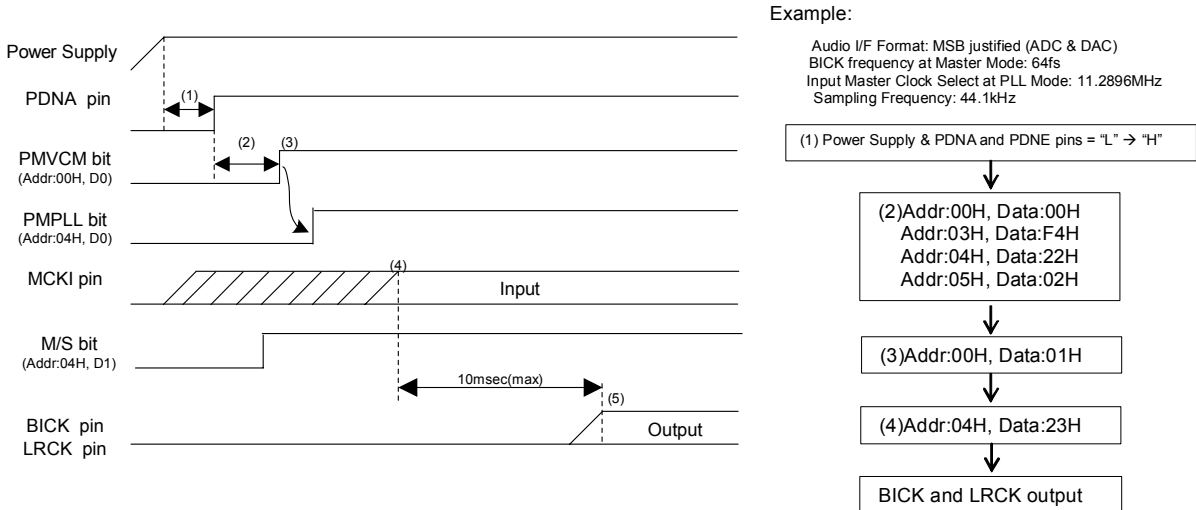 Power Supply
(1)
PDNA pin
(2)
(3)
PMVCM bit
(Addr:00H, D0)
PMPLL bit
(Addr:04H, D0)
(4)
MCKI pin
Input
M/S bit
(Addr:04H, D1)
10msec(max)
(5)
BICK pin
LRCK pin
Output
Example:
Audio I/F Format: MSB justified (ADC & DAC)
BICK frequency at Master Mode: 64fs
Input Master Clock Select at PLL Mode: 11.2896MHz
Sampling Frequency: 44.1kHz
(1) Power Supply & PDNA and PDNE pins = “L” → “H”
(2)Addr:00H, Data:00H
Addr:03H, Data:F4H
Addr:04H, Data:22H
Addr:05H, Data:02H
(3)Addr:00H, Data:01H
(4)Addr:04H, Data:23H
BICK and LRCK output